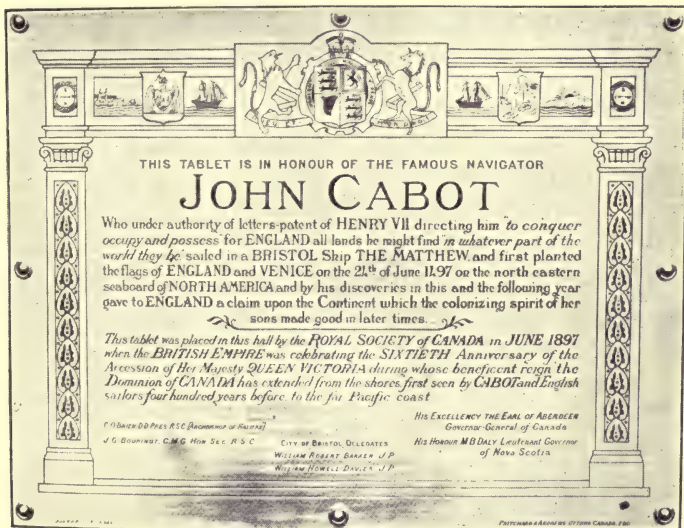 THIS TABLET IS IN HONOUR OF THE FAMOUS NAVIGATOR
JOHN CABOT
Who under authority of letters-patent of HENRY VII directing him "to conquer
occupy and possess" for ENGLAND all lands he might find "in whatever part of the
world they be" sailed in a BRISTOL Ship THE MATTHEW, and first planted
the flags of ENGLAND and VENICE on the 24th of June 1497 on the north eastern
seaboard of NORTH AMERICA and by his discoveries in this and the following year
gave to ENGLAND a claim upon the Continent which the colonizing spirit of her
sons made good in later times.
This tablet was placed in this hall by the ROYAL SOCIETY of CANADA in JUNE 1897
when the BRITISH EMPIRE was celebrating the SIXTIETH Anniversary of the
Accession of Her Majesty QUEEN VICTORIA during whose beneficent reign the
Dominion of CANADA has extended from the shores first seen by CABOT and English
sailors four hundred years before to the far Pacific coast
C O'BRIEN D.D. PRES R.S.C [ARCHBISHOP OF HALIFAX]
J G BOURINOT, C.M.G HON SEC. R S C
CITY OF BRISTOL DELEGATES
WILLIAM ROBERT BARKER J P
WILLIAM HOWELL DAVIES J P
HIS EXCELLENCY THE EARL OF ABERDEEN
Governor-General of Canada
HIS HONOUR M B DALY Lieutenant Governor
of Nova Scotia
PRITCHARD & ANDREWS OTTAWA CANADA